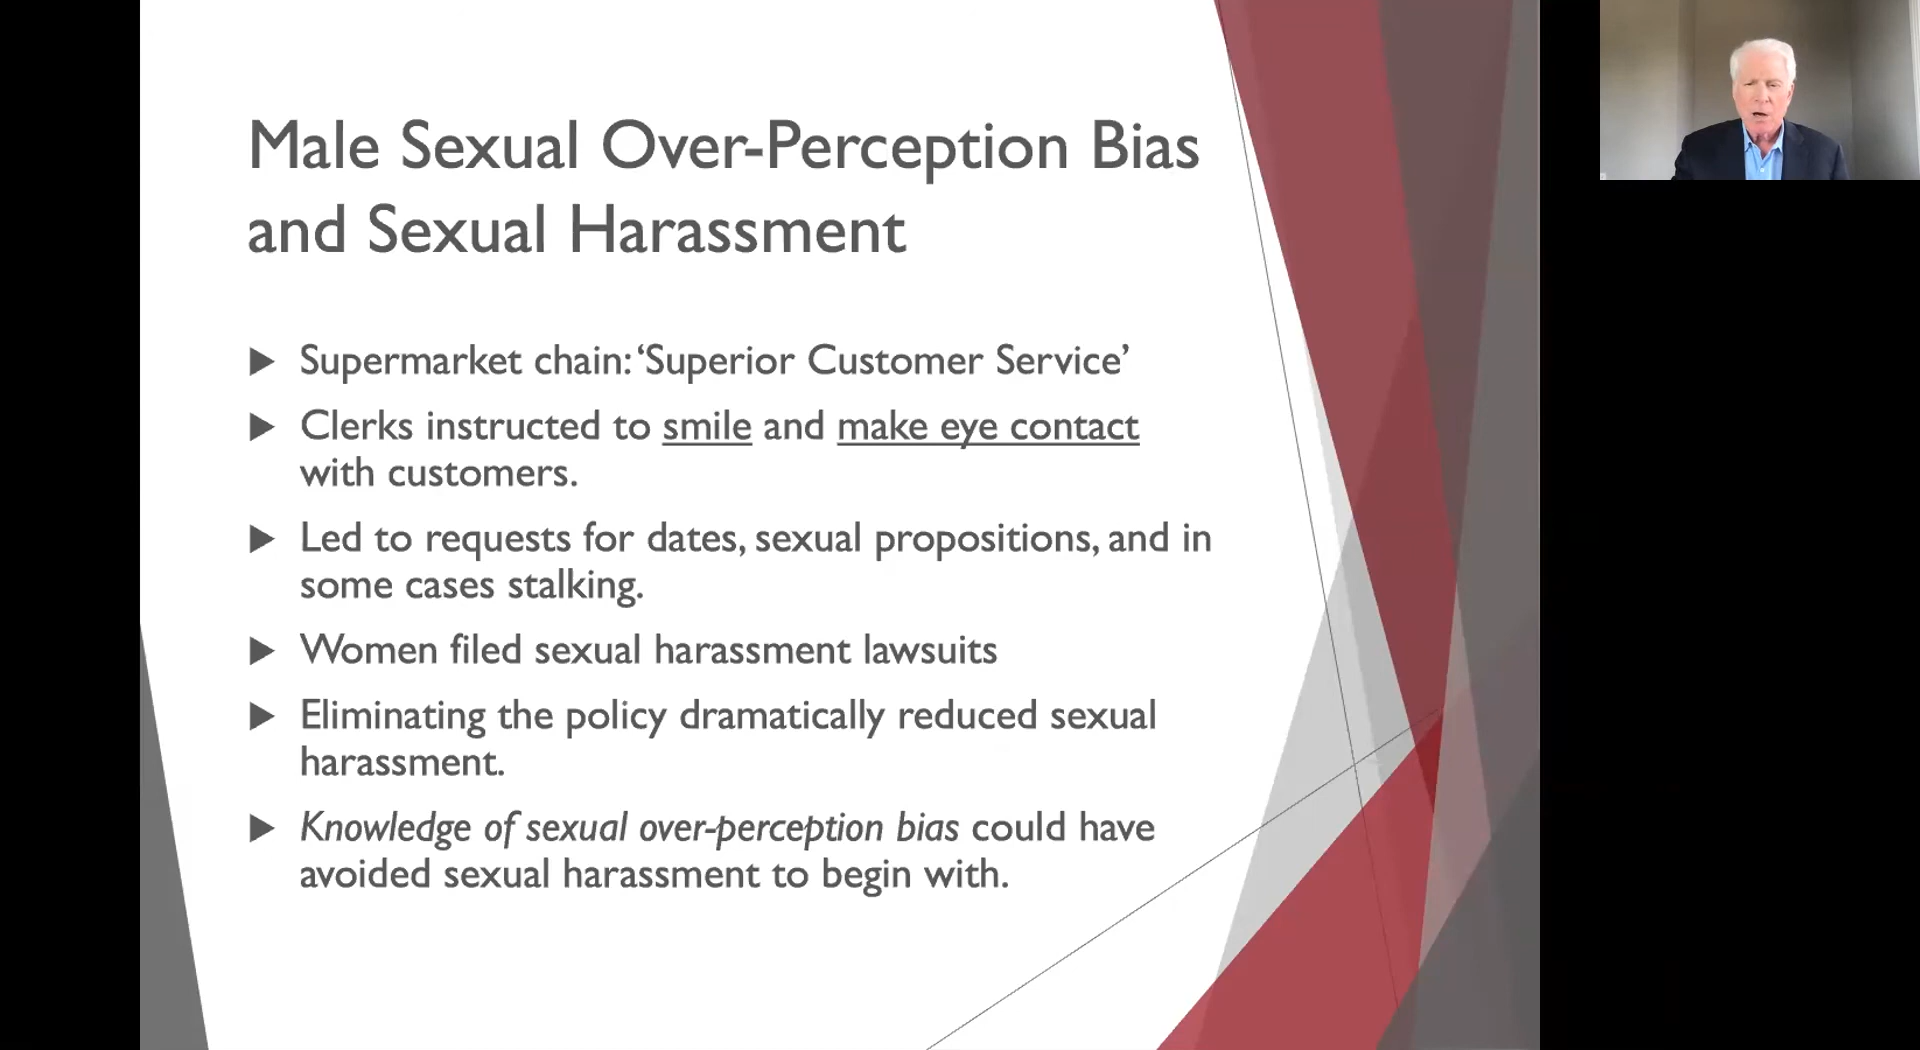 Male Sexual Over-Perception Bias
and Sexual Harassment
Supermarket chain: ‘Superior Customer Service’
Clerks instructed to smile and make eye contact
with customers.
Led to requests for dates, sexual propositions, and in
some cases stalking.
Women filed sexual harassment lawsuits
Eliminating the policy dramatically reduced sexual
harassment.
Knowledge of sexual over-perception bias could have
avoided sexual harassment to begin with.